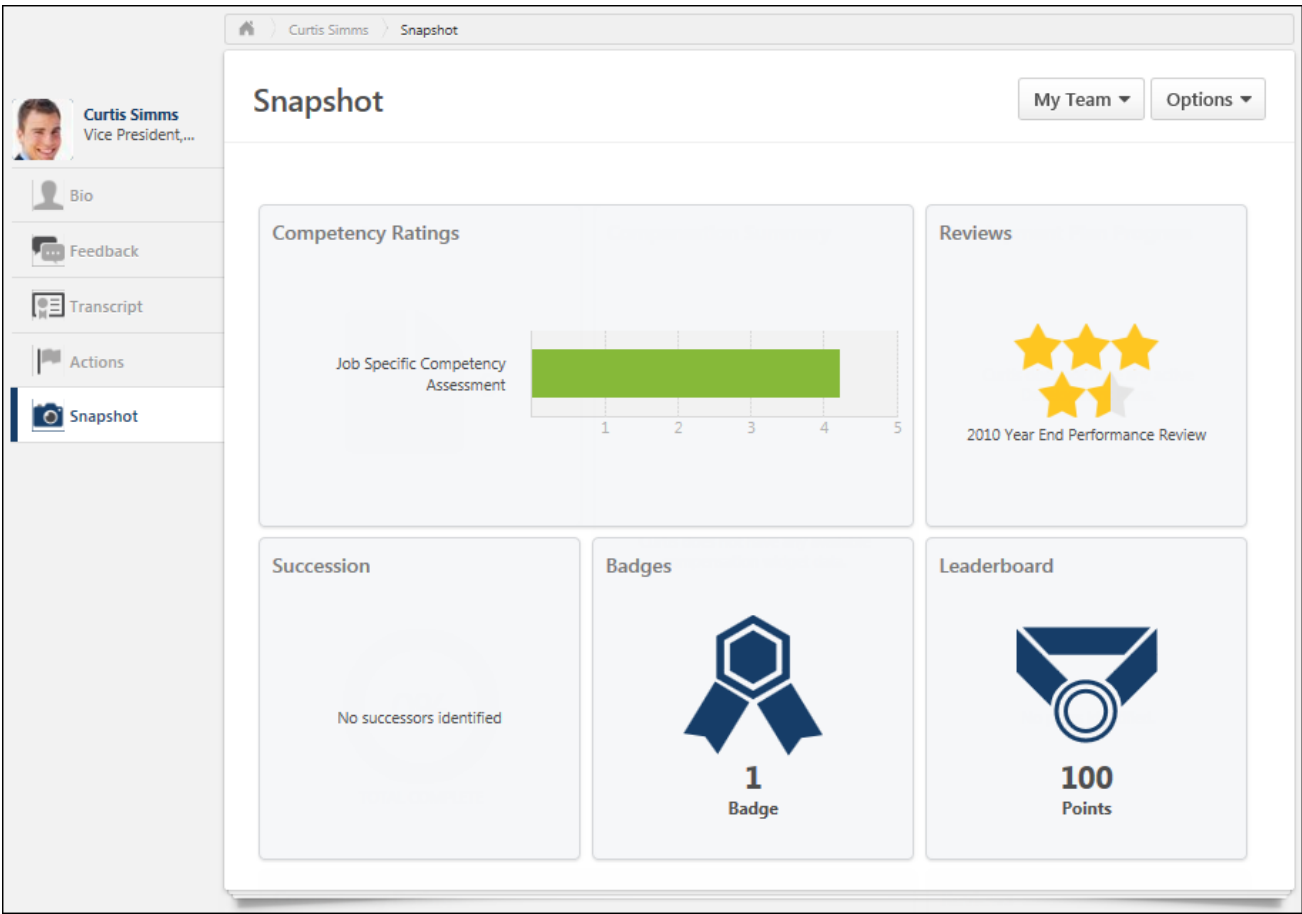 Curtis Simms
Snapshot
Curtis Simms
Vice President,...
Bio
Feedback
Transcript
Actions
Snapshot
Snapshot
My Team
Options
Competency Ratings
Job Specific Competency
Assessment
1 2 3 4 5
Reviews
2010 Year End Performance Review
Succession
No successors identified
Badges
1
Badge
Leaderboard
100
Points